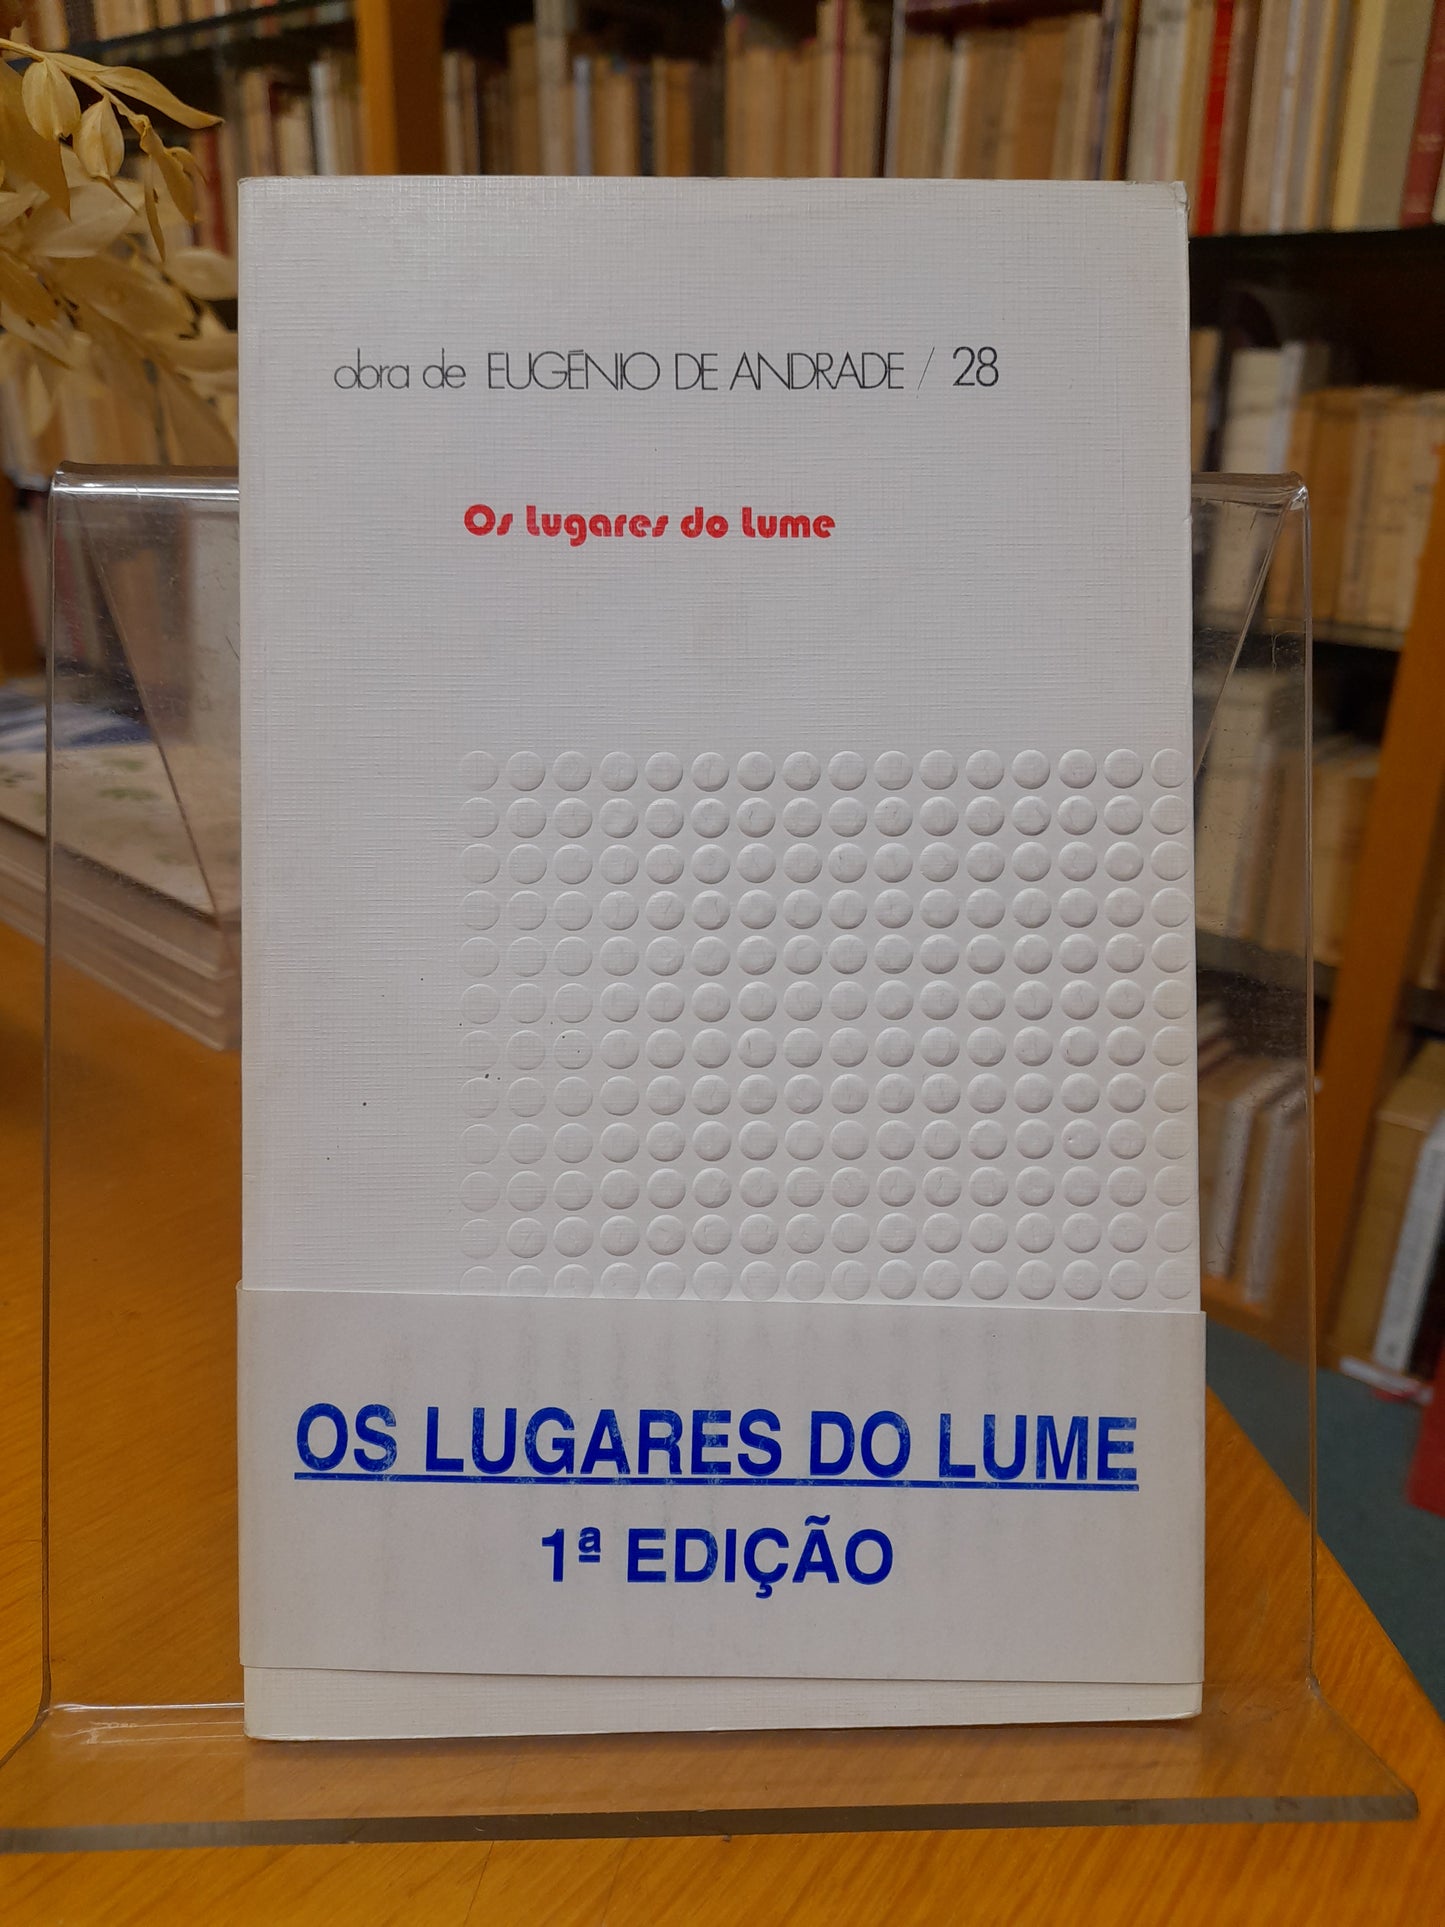 obra de EUGÉNIO DE ANDRADE / 28
Os Lugares do Lume
OS LUGARES DO LUME
1ª EDIÇÃO